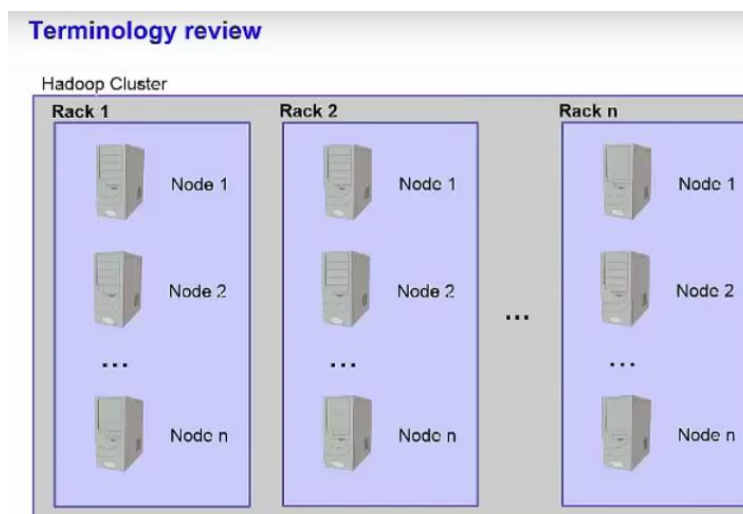 Terminology review
Hadoop Cluster
Rack 1
Rack 2
Rack n
Node 1
Node 1
Node 1
Node 2
Node 2
Node 2
...
...
...
...
Node n
Node n
Node n